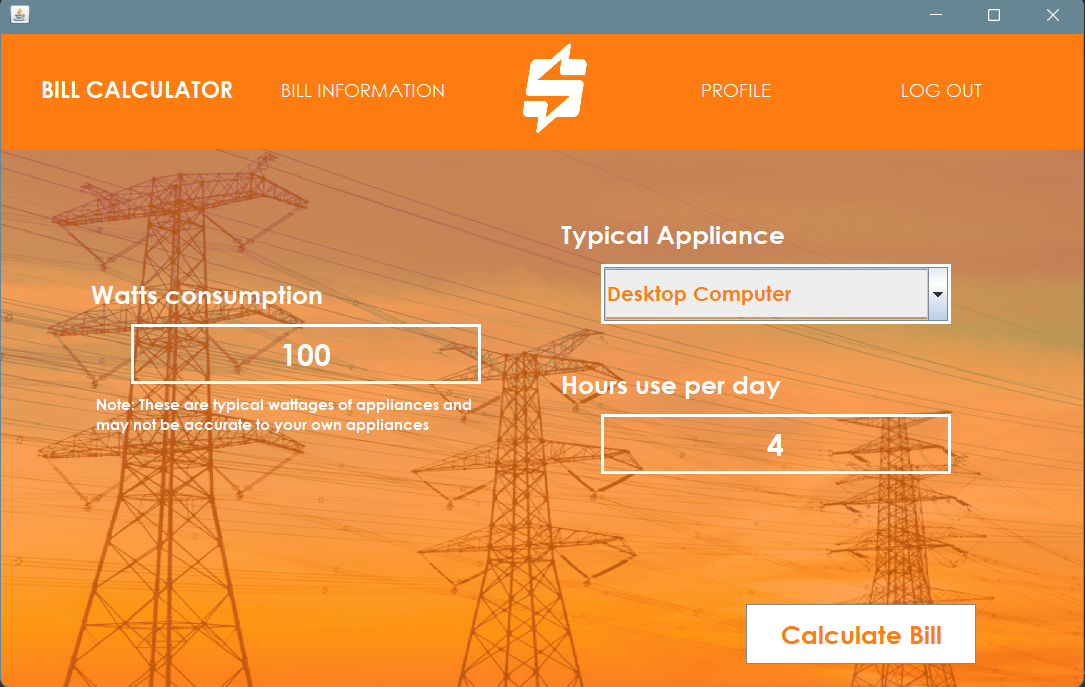 BILL CALCULATOR
BILL INFORMATION
PROFILE
LOG OUT
Typical Appliance
Desktop Computer
Watts consumption
100
Note: These are typical wattages of appliances and
may not be accurate to your own appliances
Hours use per day
4
Calculate Bill